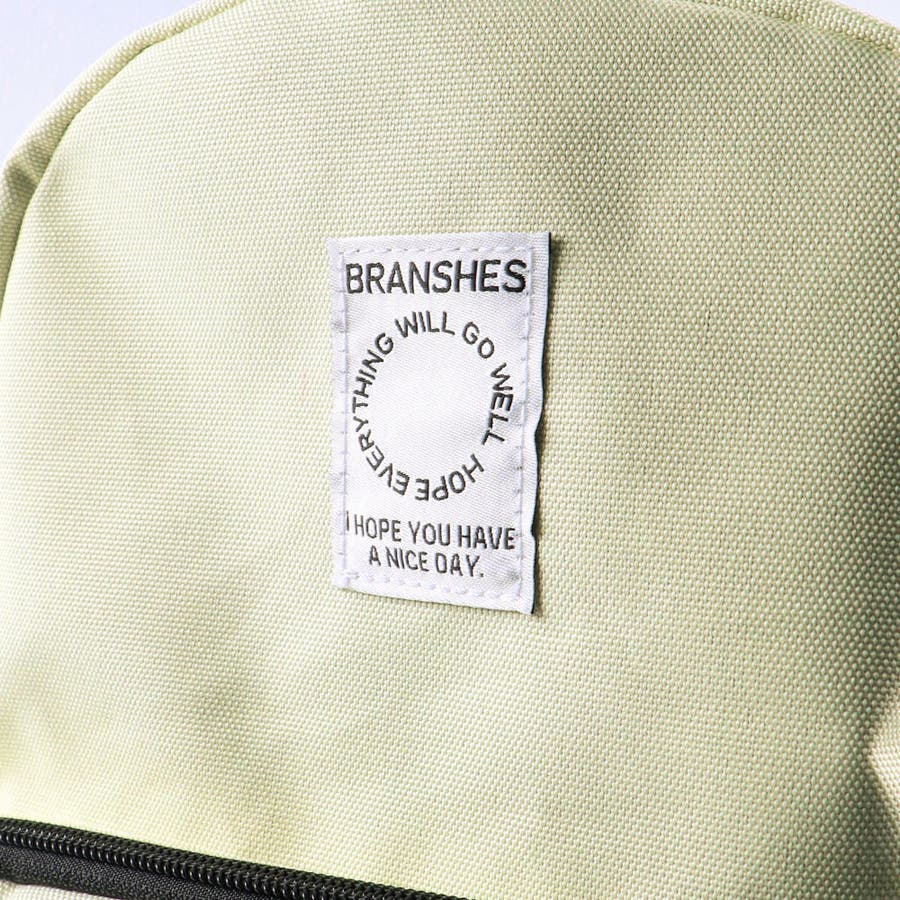 BRANSHES
HOPE EVERYTHING WILL GO WELL
I HOPE YOU HAVE
A NICE DAY.